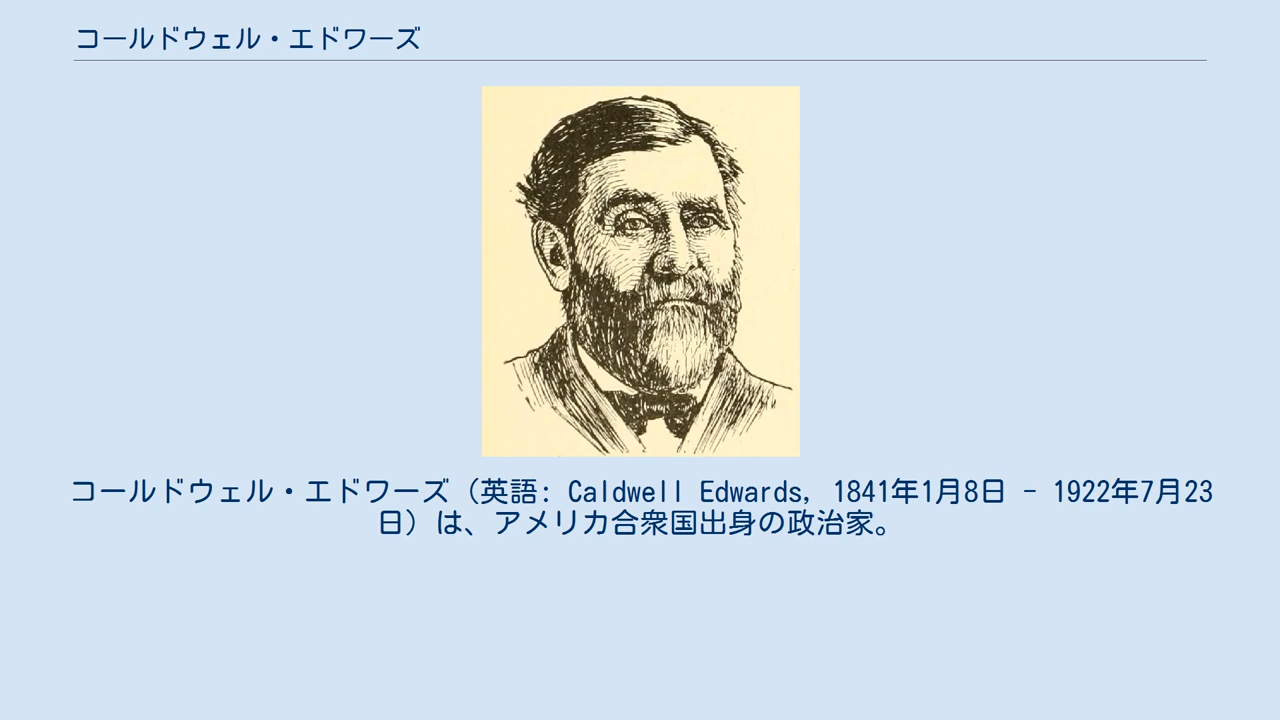 コールドウェル・エドワーズ
コールドウェル・エドワーズ（英語: Caldwell Edwards, 1841年1月8日 - 1922年7月23
日）は、アメリカ合衆国出身の政治家。